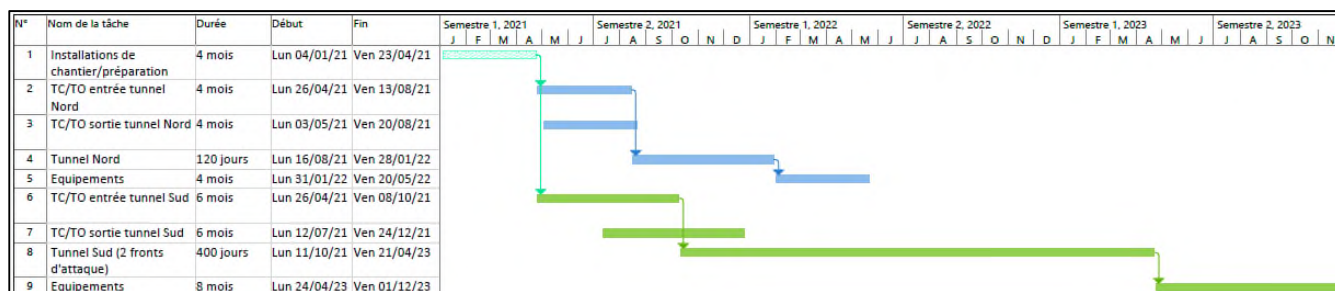 N° Nom de la tâche Durée Début Fin Semestre 1, 2021 Semestre 2, 2021 Semestre 1, 2022 Semestre 2, 2022 Semestre 1, 2023 Semestre 2, 2023
J F M A M J J A S O N D J F M A M J J A S O N D J F M A M J J A S O N
1 Installations de 4 mois Lun 04/01/21 Ven 23/04/21
chantier/préparation
2 TC/TO entrée tunnel 4 mois Lun 26/04/21 Ven 13/08/21
Nord
3 TC/TO sortie tunnel Nord 4 mois Lun 03/05/21 Ven 20/08/21
4 Tunnel Nord 120 jours Lun 16/08/21 Ven 28/01/22
5 Equipements 4 mois Lun 31/01/22 Ven 20/05/22
6 TC/TO entrée tunnel Sud 6 mois Lun 26/04/21 Ven 08/10/21
7 TC/TO sortie tunnel Sud 6 mois Lun 12/07/21 Ven 24/12/21
8 Tunnel Sud (2 fronts 400 jours Lun 11/10/21 Ven 21/04/23
d'attaque)
9 Equipements 8 mois Lun 24/04/23 Ven 01/12/23